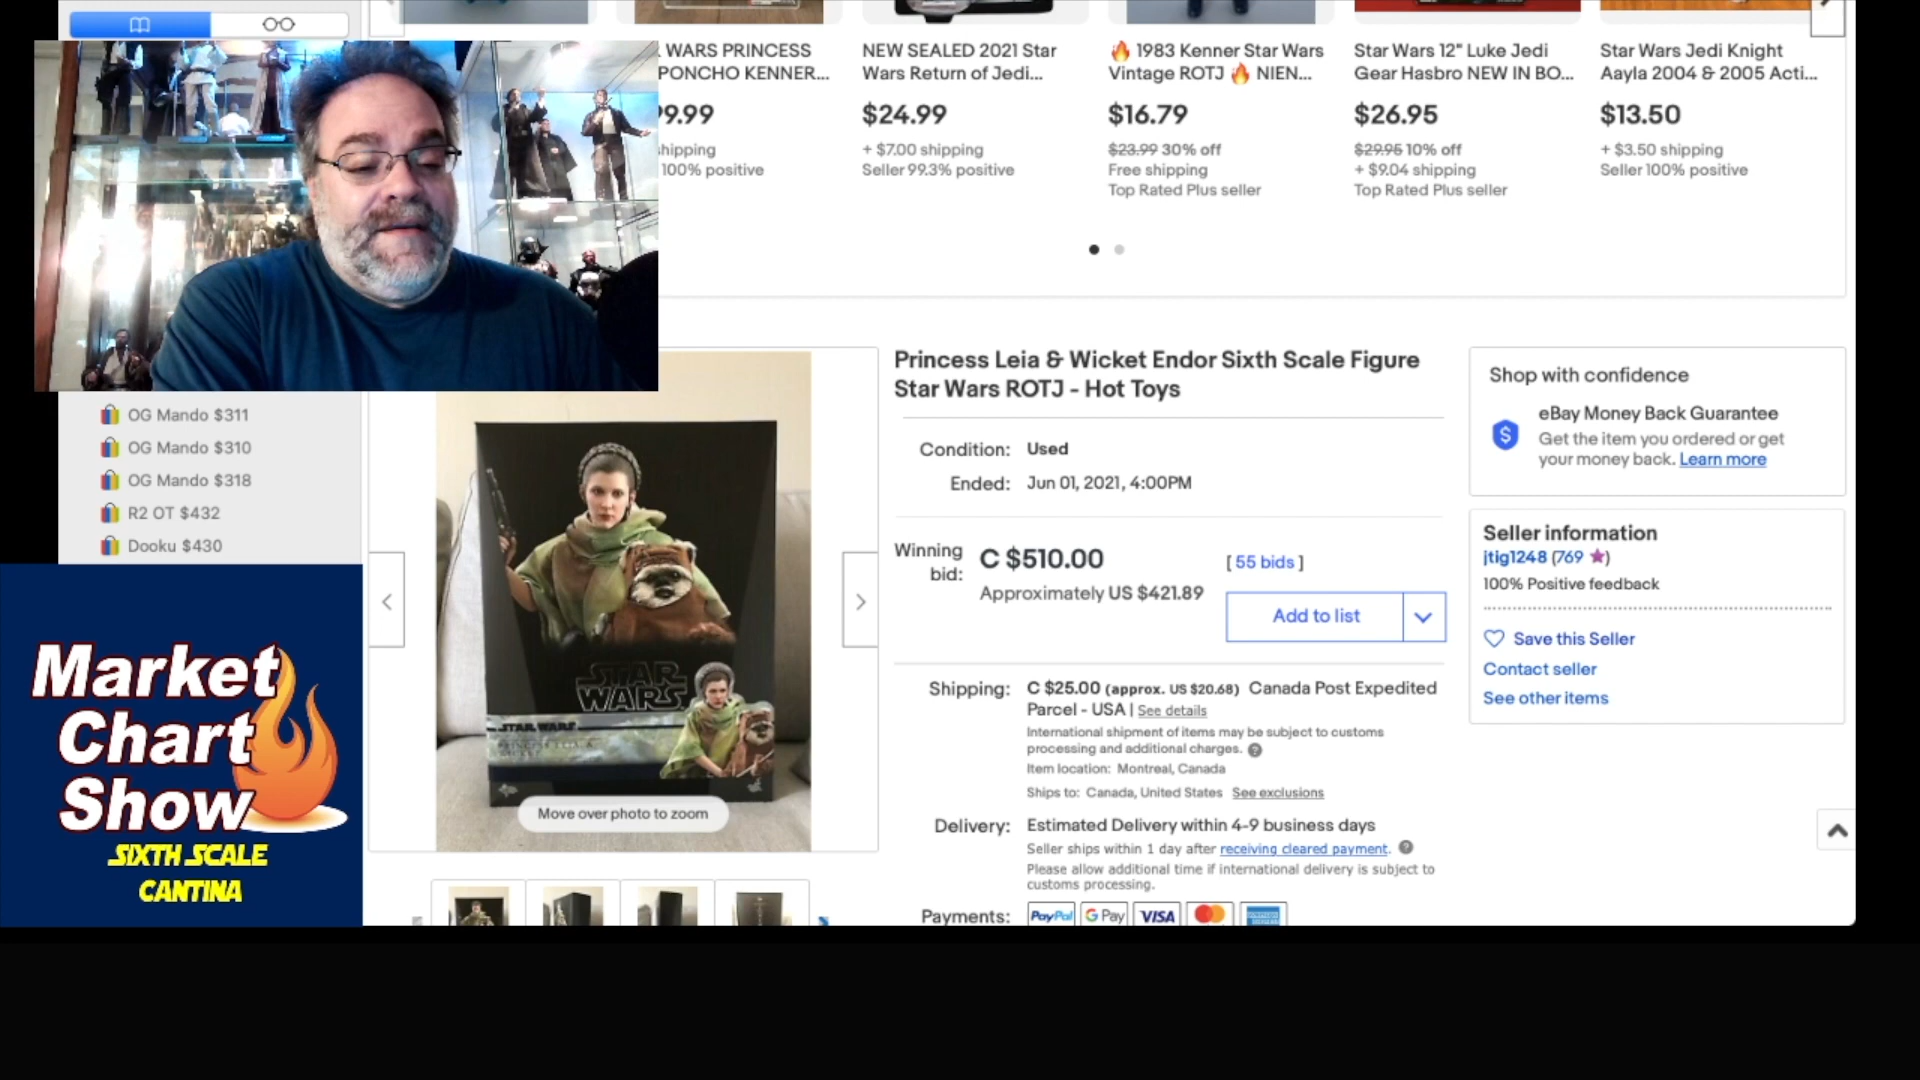 WARS PRINCESS
PONCHO KENNER...
9.99
100% positive
NEW SEALED 2021 Star
Wars Return of Jedi...
$24.99
+ $7.00 shipping
Seller 99.3% positive
🔥 1983 Kenner Star Wars
Vintage ROTJ 🔥 NIEN...
$16.79
$23.99 30% off
Free shipping
Top Rated Plus seller
Star Wars 12" Luke Jedi
Gear Hasbro NEW IN BO...
$26.95
$29.95 10% off
+ $9.04 shipping
Top Rated Plus seller
Star Wars Jedi Knight
Aayla 2004 & 2005 Acti...
$13.50
+ $3.50 shipping
Seller 100% positive
OG Mando $311
OG Mando $310
OG Mando $318
R2 OT $432
Dooku $430
Market
Chart
Show
SIXTH SCALE
CANTINA
STAR
WARS
STAR WARS
Move over photo to zoom
Princess Leia & Wicket Endor Sixth Scale Figure
Star Wars ROTJ - Hot Toys
Condition: Used
Ended: Jun 01, 2021, 4:00PM
Winning
bid:
C $510.00
[ 55 bids ]
Approximately US $421.89
Add to list
Shipping: C $25.00 (approx. US $20.68) Canada Post Expedited
Parcel - USA | See details
International shipment of items may be subject to customs
processing and additional charges. ?
Item location: Montreal, Canada
Ships to: Canada, United States See exclusions
Delivery: Estimated Delivery within 4-9 business days
Seller ships within 1 day after receiving cleared payment. ?
Please allow additional time if international delivery is subject to
customs processing.
Payments: PayPal G Pay VISA
Shop with confidence
eBay Money Back Guarantee
Get the item you ordered or get
your money back. Learn more
Seller information
jtig1248 (769 ★)
100% Positive feedback
Save this Seller
Contact seller
See other items